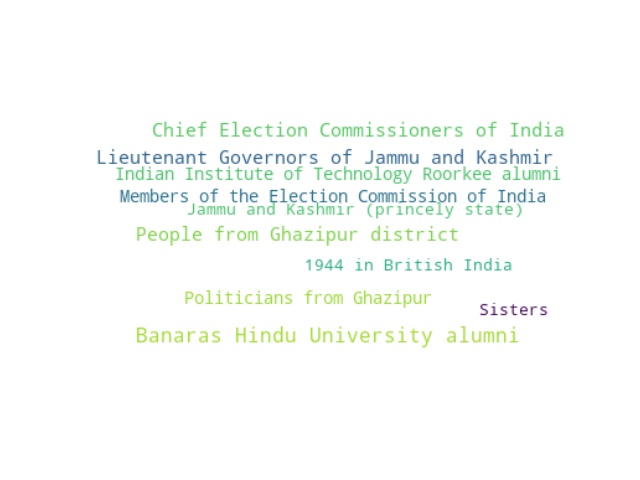 Chief Election Commissioners of India
Lieutenant Governors of Jammu and Kashmir
Indian Institute of Technology Roorkee alumni
Members of the Election Commission of India
Jammu and Kashmir (princely state)
People from Ghazipur district
1944 in British India
Politicians from Ghazipur
Sisters
Banaras Hindu University alumni